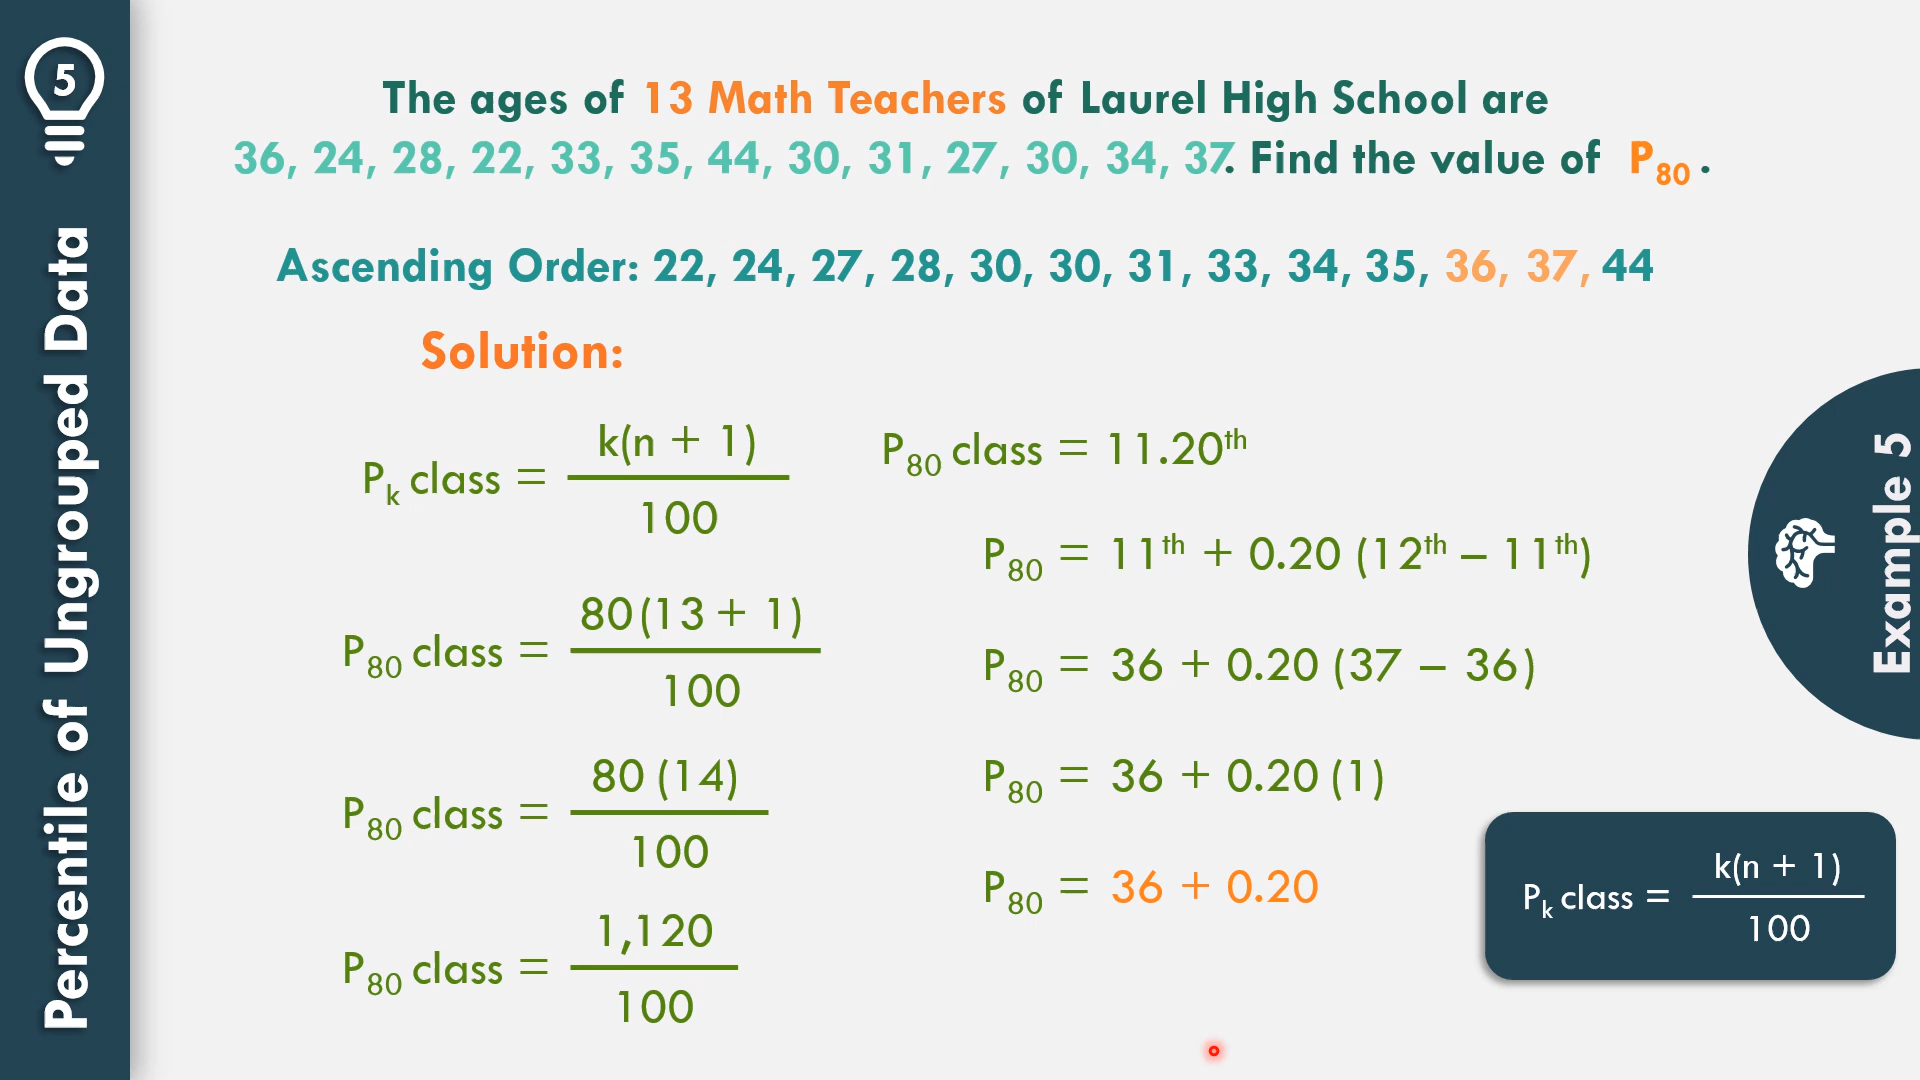 5
Percentile of Ungrouped Data
The ages of 13 Math Teachers of Laurel High School are
36, 24, 28, 22, 33, 35, 44, 30, 31, 27, 30, 34, 37. Find the value of P80 .
Ascending Order: 22, 24, 27, 28, 30, 30, 31, 33, 34, 35, 36, 37, 44
Solution:
Pk class = k(n + 1)
100
P80 class = 80(13 + 1)
100
P80 class = 80 (14)
100
P80 class = 1,120
100
P80 class = 11.20th
P80 = 11th + 0.20 (12th – 11th)
P80 = 36 + 0.20 (37 – 36)
P80 = 36 + 0.20 (1)
P80 = 36 + 0.20
Example 5
Pk class = k(n + 1)
100